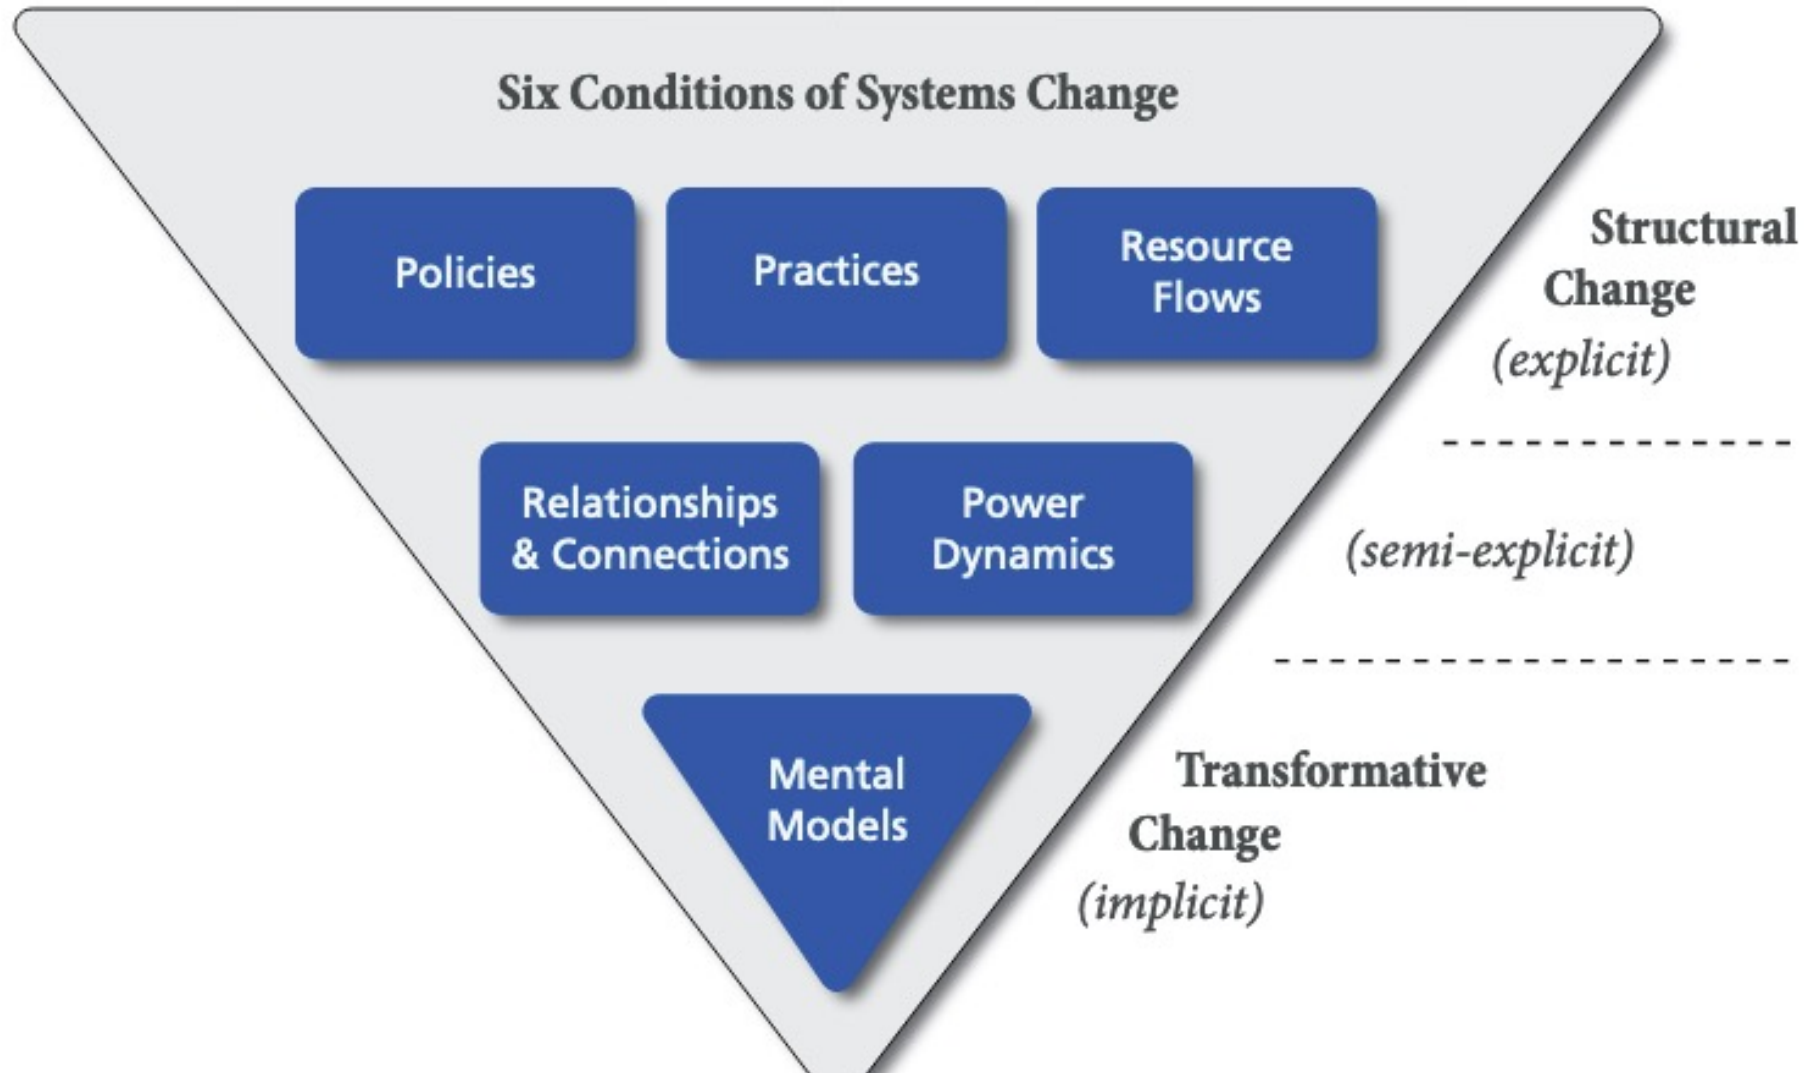 Six Conditions of Systems Change
Policies
Practices
Resource
Flows
Structural
Change
(explicit)
Relationships
& Connections
Power
Dynamics
(semi-explicit)
Mental
Models
Transformative
Change
(implicit)